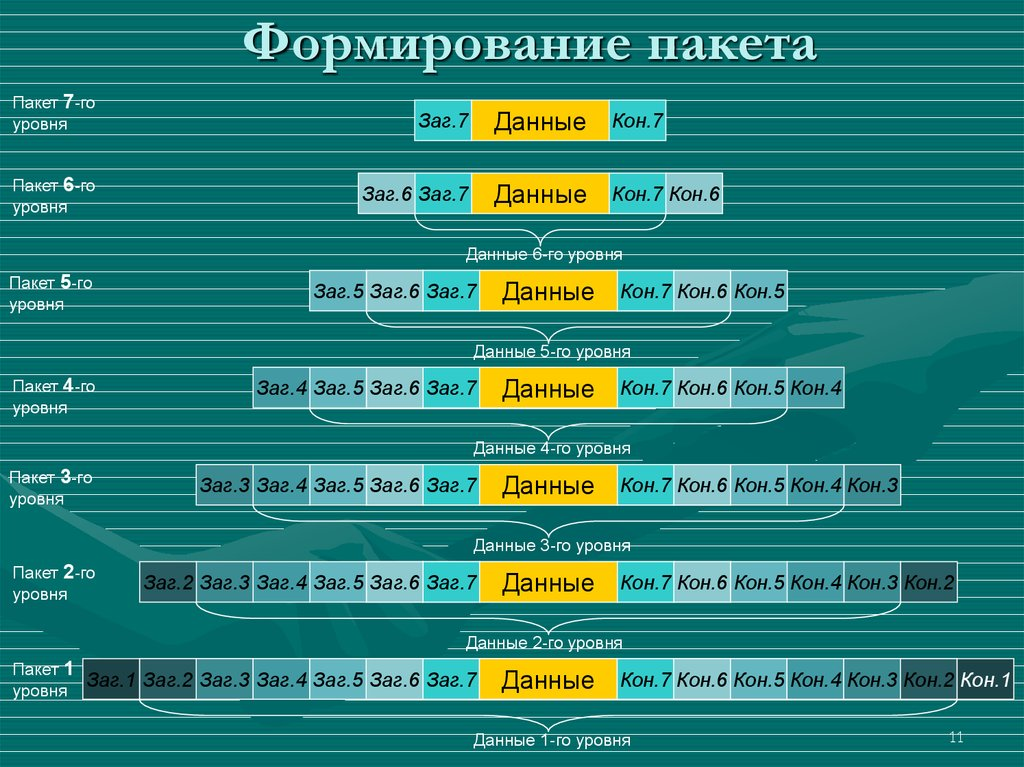 Формирование пакета
Пакет 7-го
уровня
Заг.7 Данные Кон.7
Пакет 6-го
уровня
Заг.6 Заг.7 Данные Кон.7 Кон.6
Данные 6-го уровня
Пакет 5-го
уровня
Заг.5 Заг.6 Заг.7 Данные Кон.7 Кон.6 Кон.5
Данные 5-го уровня
Пакет 4-го
уровня
Заг.4 Заг.5 Заг.6 Заг.7 Данные Кон.7 Кон.6 Кон.5 Кон.4
Данные 4-го уровня
Пакет 3-го
уровня
Заг.3 Заг.4 Заг.5 Заг.6 Заг.7 Данные Кон.7 Кон.6 Кон.5 Кон.4 Кон.3
Данные 3-го уровня
Пакет 2-го
уровня
Заг.2 Заг.3 Заг.4 Заг.5 Заг.6 Заг.7 Данные Кон.7 Кон.6 Кон.5 Кон.4 Кон.3 Кон.2
Данные 2-го уровня
Пакет 1
уровня
Заг.1 Заг.2 Заг.3 Заг.4 Заг.5 Заг.6 Заг.7 Данные Кон.7 Кон.6 Кон.5 Кон.4 Кон.3 Кон.2 Кон.1
Данные 1-го уровня
11